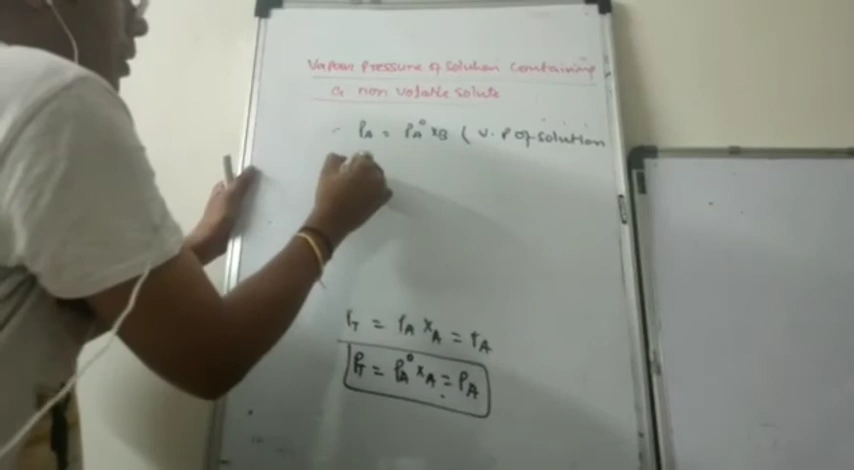 Vapour Pressure of Solution Containing
a non volatile solute
PA = PA° XB ( V. P of solution
PT = PA XA = PA
PT = PA° XA = PA